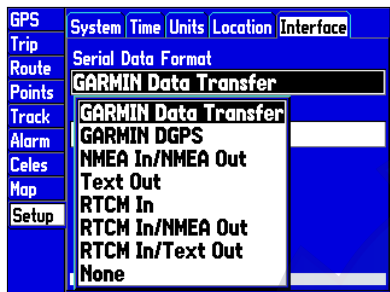 GPS
Trip
Route
Points
Track
Alarm
Celes
Map
Setup
System Time Units Location Interface
Serial Data Format
GARMIN Data Transfer
GARMIN Data Transfer
GARMIN DGPS
NMEA In/NMEA Out
Text Out
RTCM In
RTCM In/NMEA Out
RTCM In/Text Out
None